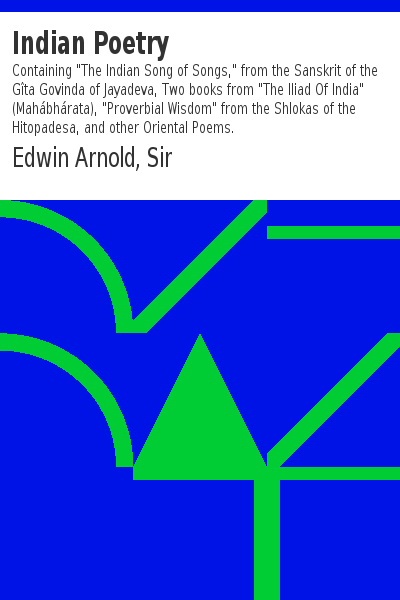 Indian Poetry
Containing "The Indian Song of Songs," from the Sanskrit of the
Gîta Govinda of Jayadeva, Two books from "The Iliad Of India"
(Mahábhárata), "Proverbial Wisdom" from the Shlokas of the
Hitopadesa, and other Oriental Poems.
Edwin Arnold, Sir